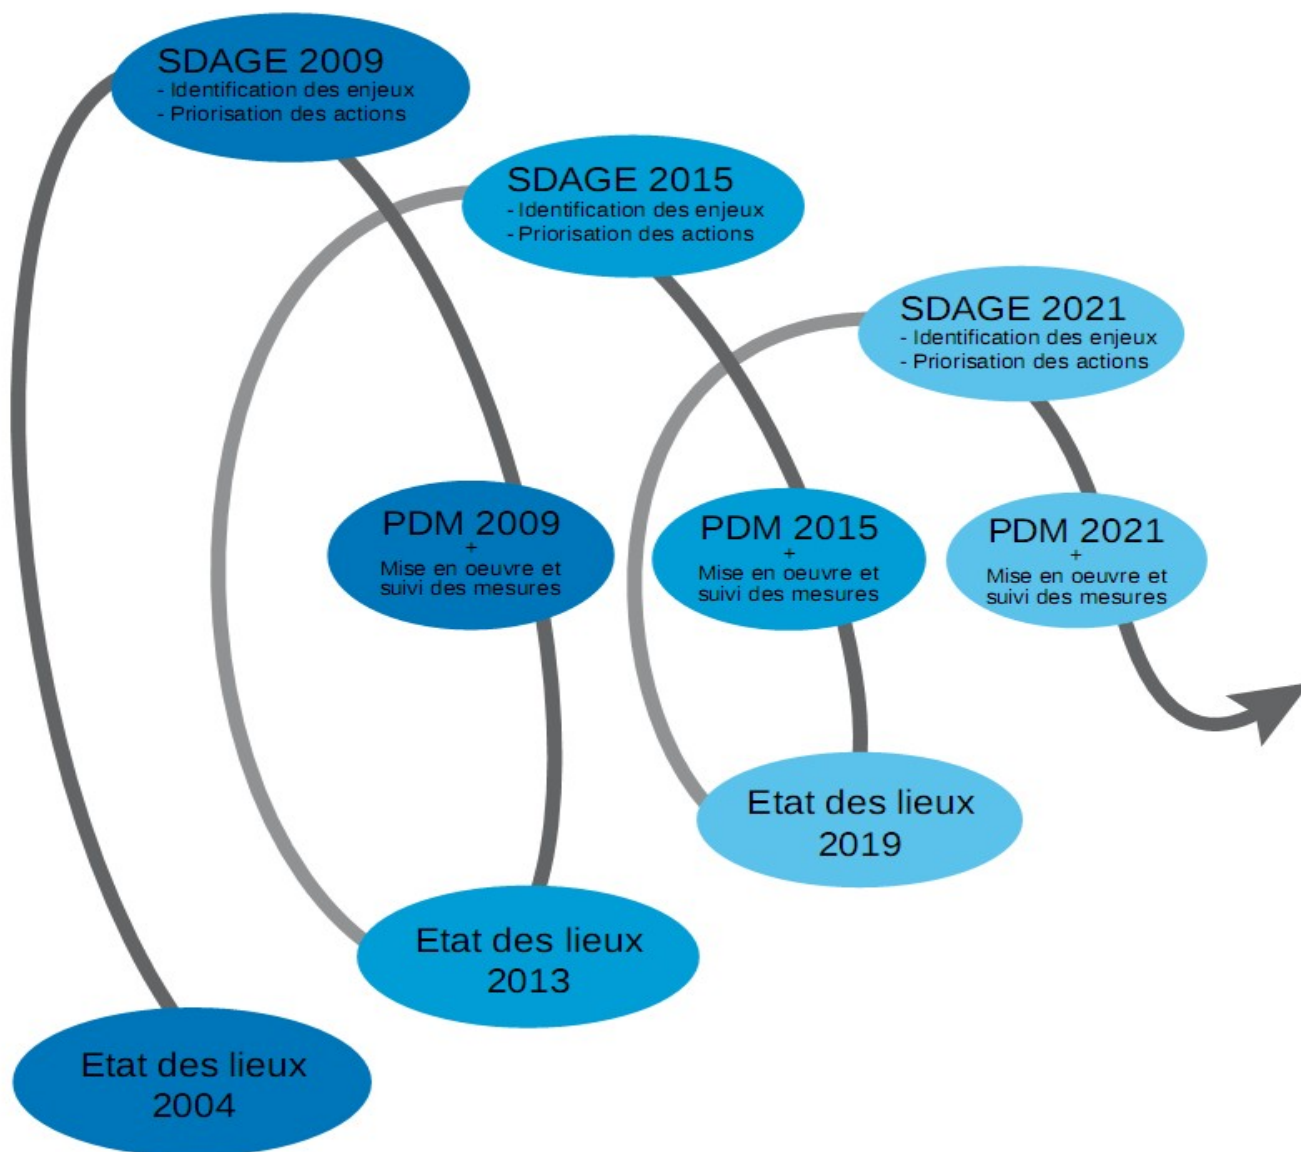 SDAGE 2009
- Identification des enjeux
- Priorisation des actions
SDAGE 2015
- Identification des enjeux
- Priorisation des actions
SDAGE 2021
- Identification des enjeux
- Priorisation des actions
PDM 2009
+
Mise en oeuvre et
suivi des mesures
PDM 2015
+
Mise en oeuvre et
suivi des mesures
PDM 2021
+
Mise en oeuvre et
suivi des mesures
Etat des lieux
2019
Etat des lieux
2013
Etat des lieux
2004